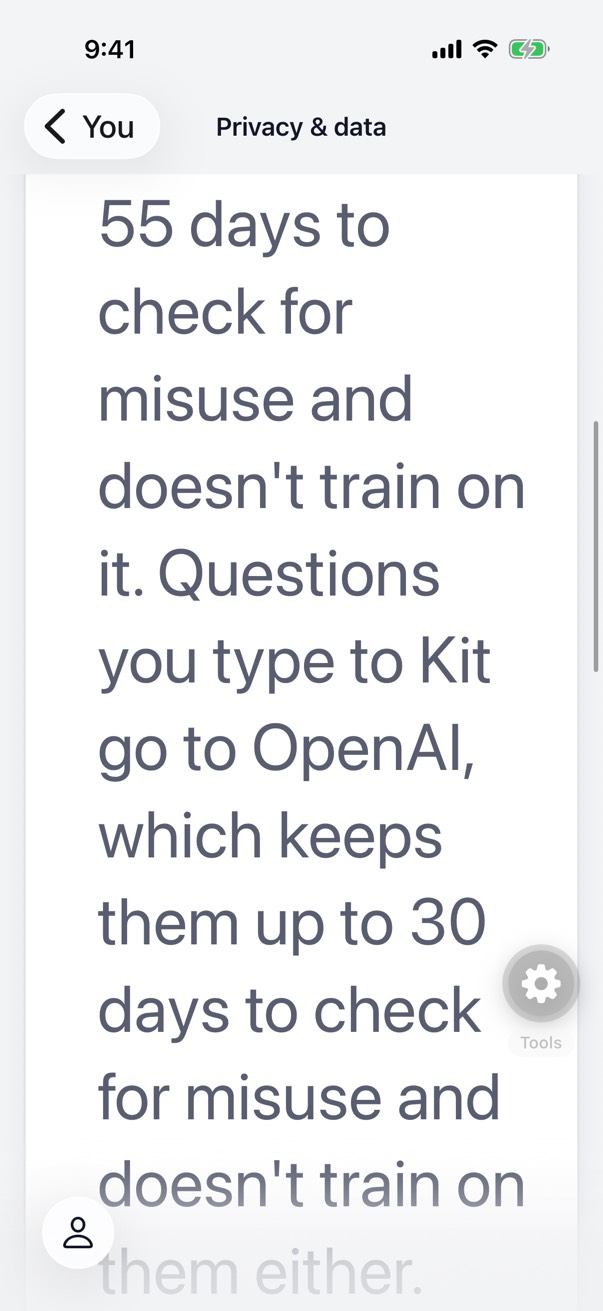 9:41
You
Privacy & data
55 days to
check for
misuse and
doesn't train on
it. Questions
you type to Kit
go to OpenAI,
which keeps
them up to 30
days to check
for misuse and
doesn't train on
them either.
Tools